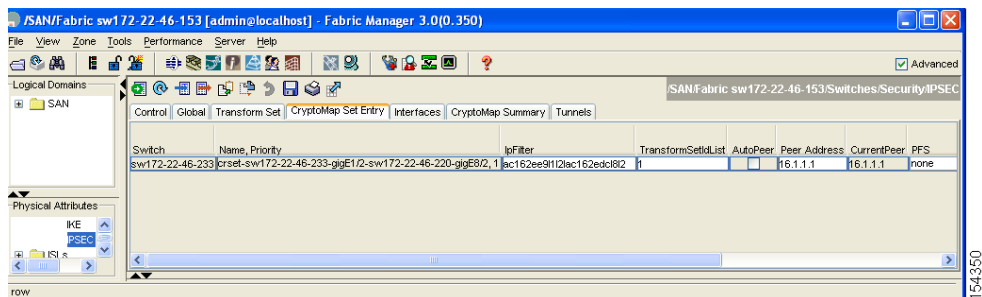 /SAN/Fabric sw172-22-46-153 [admin@localhost] - Fabric Manager 3.0(0.350)
File View Zone Tools Performance Server Help
Advanced
Logical Domains
SAN
/SAN/Fabric sw172-22-46-153/Switches/Security/IPSEC
Control Global Transform Set CryptoMap Set Entry Interfaces CryptoMap Summary Tunnels
Switch Name, Priority IpFilter TransformSetIdList AutoPeer Peer Address CurrentPeer PFS
sw172-22-46-233 crset-sw172-22-46-233-gigE1/2-sw172-22-46-220-gigE8/2, 1 1 16.1.1.1 16.1.1.1 none
Physical Attributes
IKE
IPSEC
ISLs
row
154350